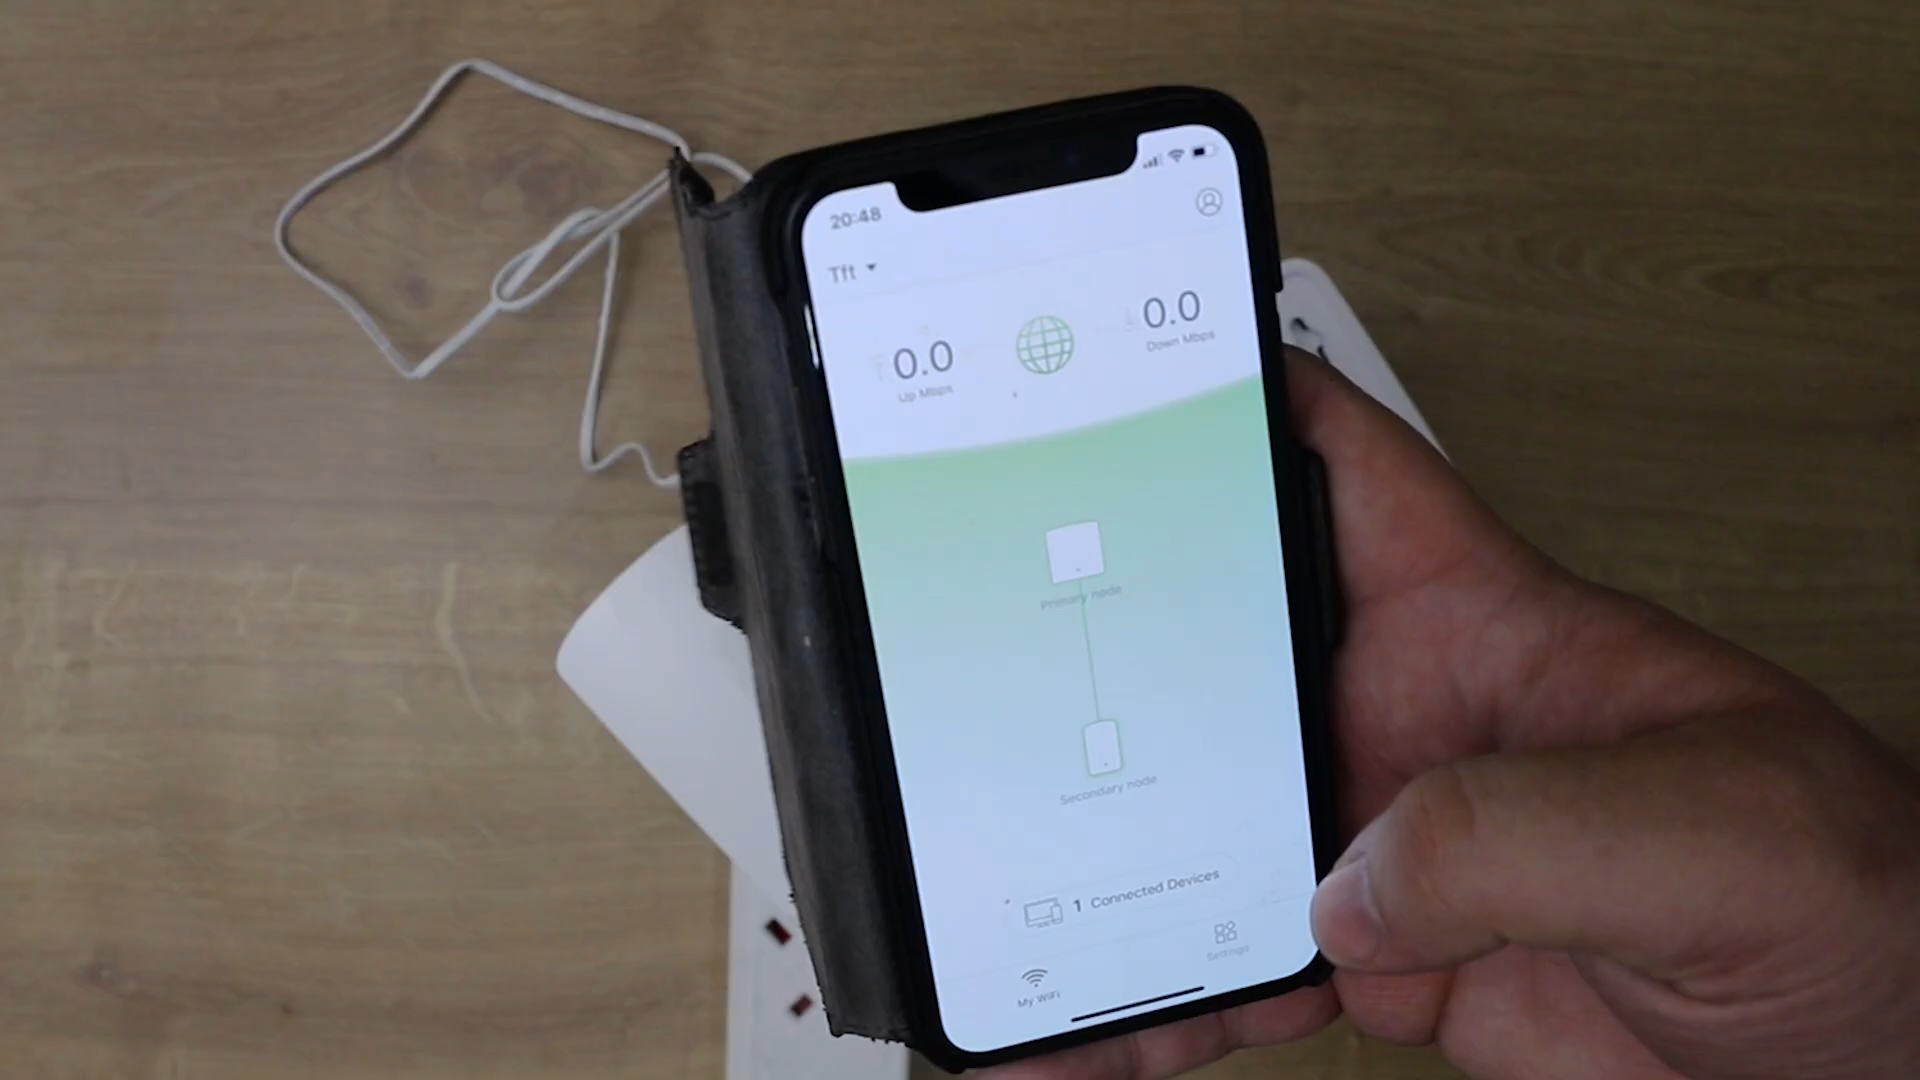 20:48
Tft
0.0
Up Mbps
0.0
Down Mbps
Primary node
Secondary node
1 Connected Devices
My WiFi
Settings